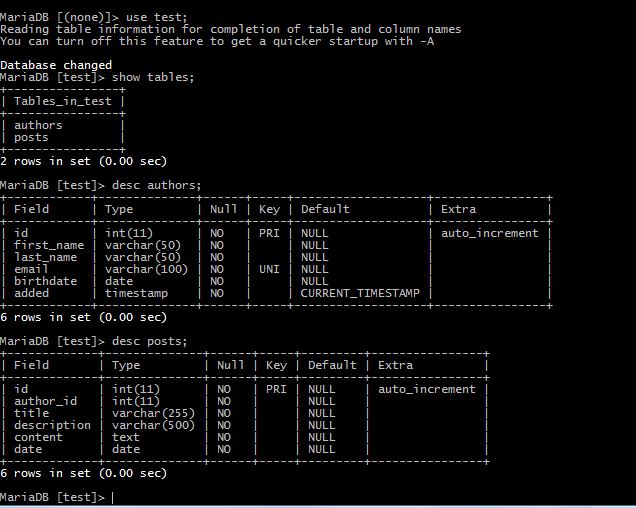 MariaDB [(none)]> use test;
Reading table information for completion of table and column names
You can turn off this feature to get a quicker startup with -A

Database changed
MariaDB [test]> show tables;
+----------------+
| Tables_in_test |
+----------------+
| authors        |
| posts          |
+----------------+
2 rows in set (0.00 sec)

MariaDB [test]> desc authors;
+------------+--------------+------+-----+-------------------+----------------+
| Field      | Type         | Null | Key | Default           | Extra          |
+------------+--------------+------+-----+-------------------+----------------+
| id         | int(11)      | NO   | PRI | NULL              | auto_increment |
| first_name | varchar(50)  | NO   |     | NULL              |                |
| last_name  | varchar(50)  | NO   |     | NULL              |                |
| email      | varchar(100) | NO   | UNI | NULL              |                |
| birthdate  | date         | NO   |     | NULL              |                |
| added      | timestamp    | NO   |     | CURRENT_TIMESTAMP |                |
+------------+--------------+------+-----+-------------------+----------------+
6 rows in set (0.00 sec)

MariaDB [test]> desc posts;
+-------------+--------------+------+-----+---------+----------------+
| Field       | Type         | Null | Key | Default | Extra          |
+-------------+--------------+------+-----+---------+----------------+
| id          | int(11)      | NO   | PRI | NULL    | auto_increment |
| author_id   | int(11)      | NO   |     | NULL    |                |
| title       | varchar(255) | NO   |     | NULL    |                |
| description | varchar(500) | NO   |     | NULL    |                |
| content     | text         | NO   |     | NULL    |                |
| date        | date         | NO   |     | NULL    |                |
+-------------+--------------+------+-----+---------+----------------+
6 rows in set (0.00 sec)

MariaDB [test]>